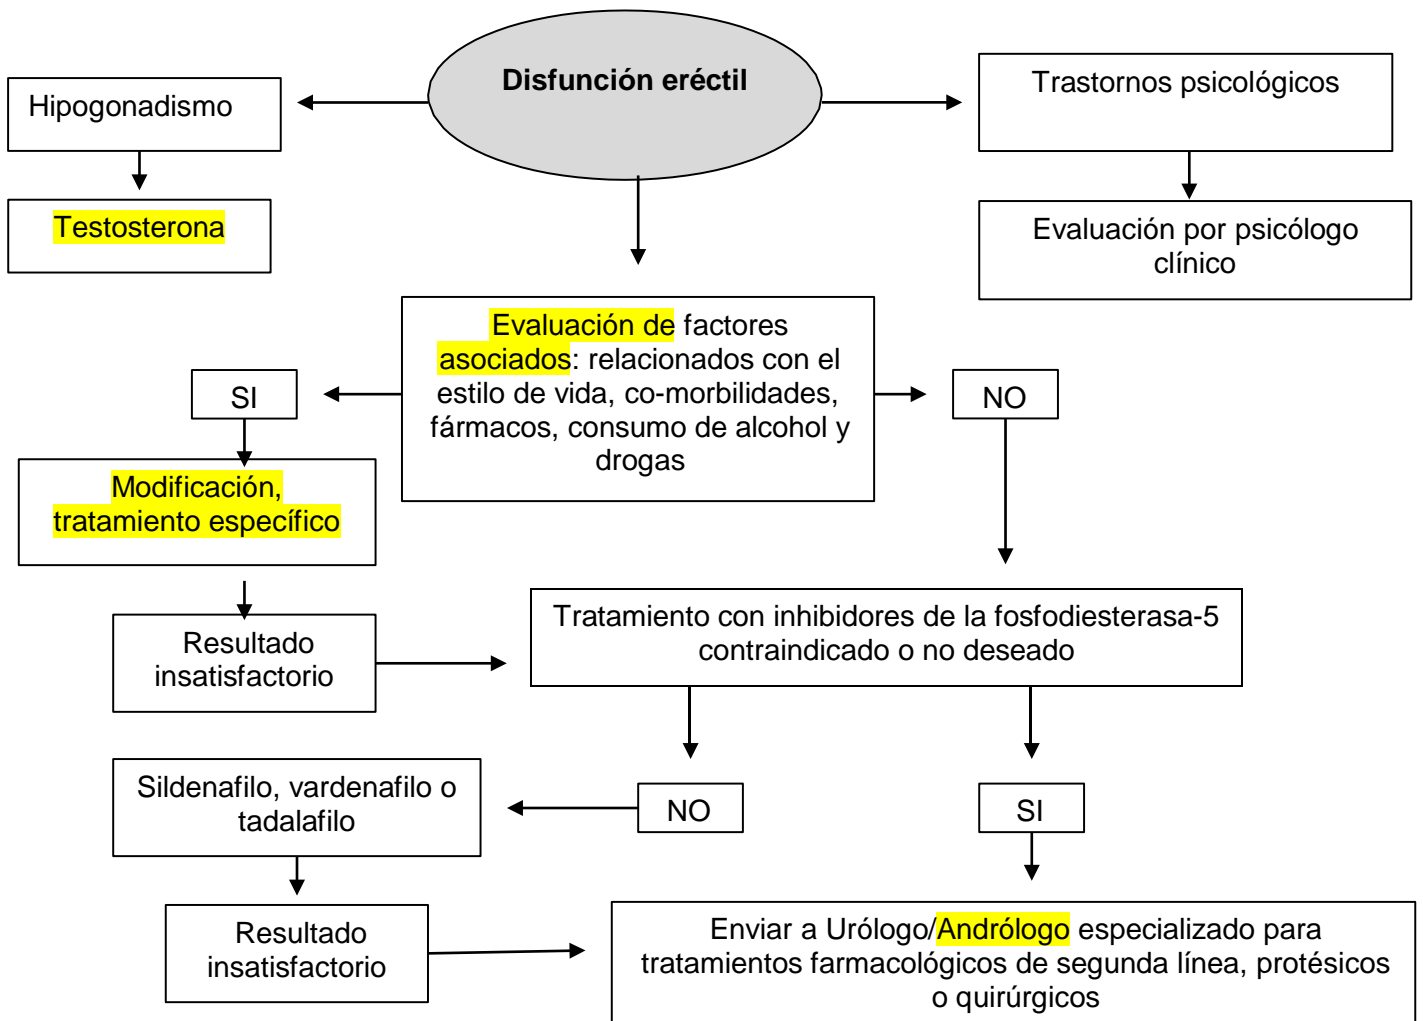 Disfunción eréctil
Hipogonadismo
Trastornos psicológicos
Testosterona
Evaluación por psicólogo
clínico
Evaluación de factores
asociados: relacionados con el
estilo de vida, co-morbilidades,
fármacos, consumo de alcohol y
drogas
SI
NO
Modificación,
tratamiento específico
Resultado
insatisfactorio
Tratamiento con inhibidores de la fosfodiesterasa-5
contraindicado o no deseado
Sildenafilo, vardenafilo o
tadalafilo
NO
SI
Resultado
insatisfactorio
Enviar a Urólogo/Andrólogo especializado para
tratamientos farmacológicos de segunda línea, protésicos
o quirúrgicos